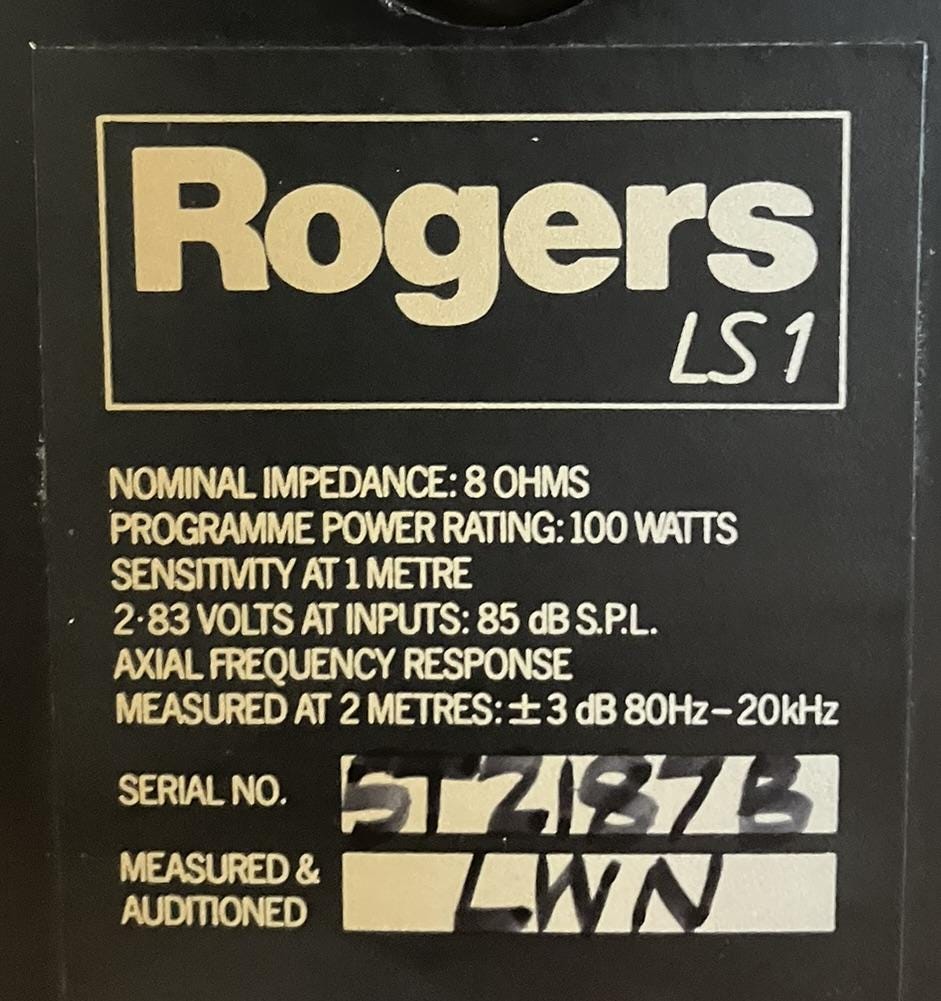 Rogers
LS1
NOMINAL IMPEDANCE: 8 OHMS
PROGRAMME POWER RATING: 100 WATTS
SENSITIVITY AT 1 METRE
2·83 VOLTS AT INPUTS: 85 dB S.P.L.
AXIAL FREQUENCY RESPONSE
MEASURED AT 2 METRES: ±3 dB 80Hz–20kHz
SERIAL NO. ST2187B
MEASURED &
AUDITIONED LWN